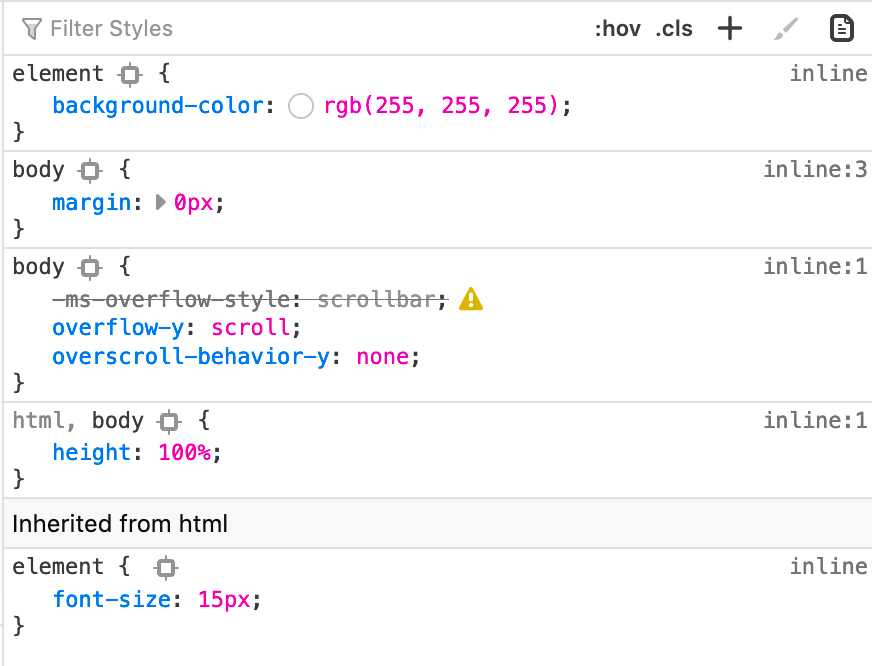 Filter Styles :hov .cls +
element { inline
background-color: rgb(255, 255, 255);
}
body { inline:3
margin: 0px;
}
body { inline:1
-ms-overflow-style: scrollbar;
overflow-y: scroll;
overscroll-behavior-y: none;
}
html, body { inline:1
height: 100%;
}
Inherited from html
element { inline
font-size: 15px;
}